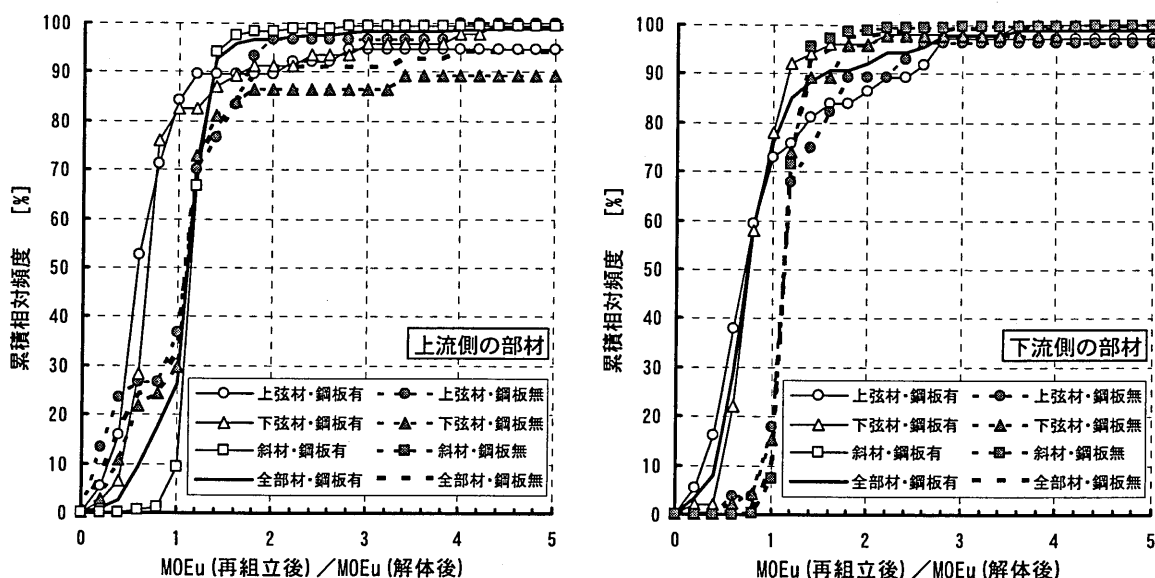 100
90
80
70
60
50
40
30
20
10
0
累積相対頻度 [%]
上流側の部材
上弦材・鋼板有 上弦材・鋼板無
下弦材・鋼板有 下弦材・鋼板無
斜材・鋼板有 斜材・鋼板無
全部材・鋼板有 全部材・鋼板無
0 1 2 3 4 5
MOEu(再組立後)/MOEu(解体後)
100
90
80
70
60
50
40
30
20
10
0
累積相対頻度 [%]
下流側の部材
上弦材・鋼板有 上弦材・鋼板無
下弦材・鋼板有 下弦材・鋼板無
斜材・鋼板有 斜材・鋼板無
全部材・鋼板有 全部材・鋼板無
0 1 2 3 4 5
MOEu(再組立後)/MOEu(解体後)